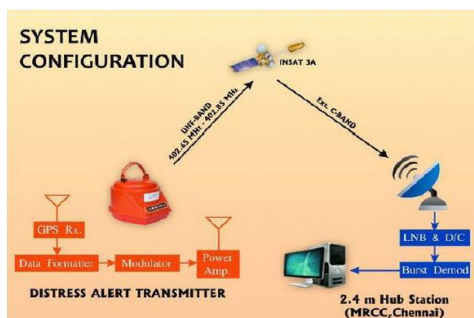 SYSTEM
CONFIGURATION
INSAT 3A
UHF-BAND
402.65 MHz - 402.85 MHz
Ext. C-BAND
GPS Rx.
Data Formatter
Modulator
Power
Amp.
LNB & D/C
Burst Demod
DISTRESS ALERT TRANSMITTER
2.4 m Hub Station
(MRCC,Chennai)